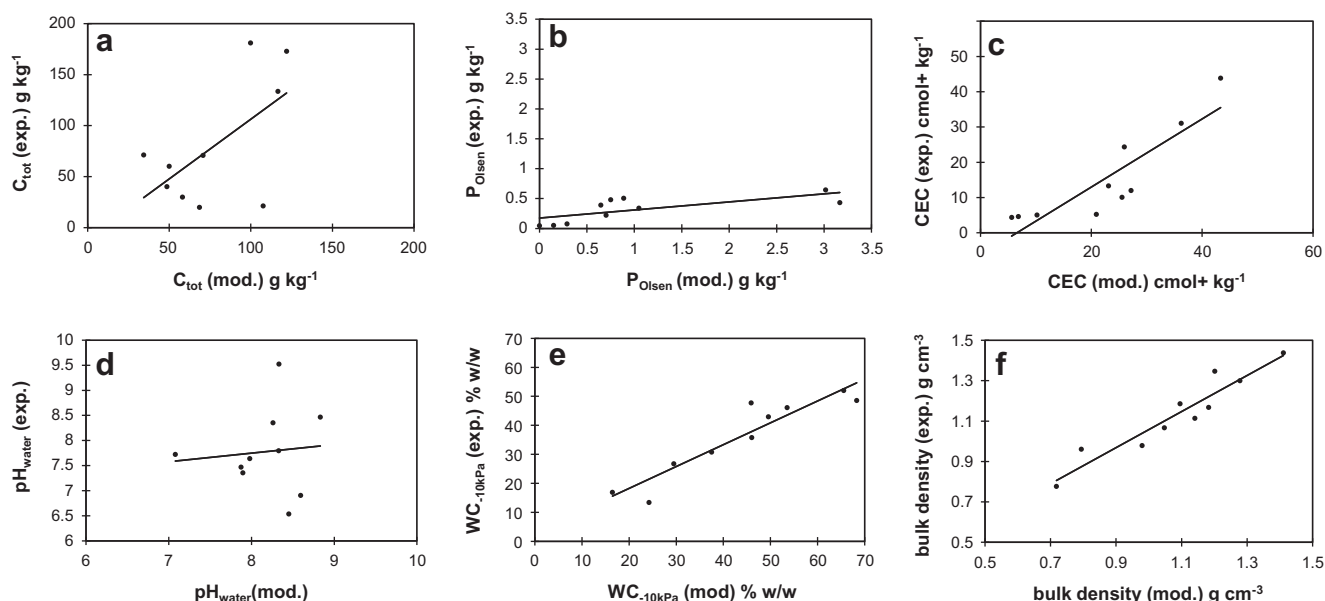 a
C_tot (exp.) g kg⁻¹
200
150
100
50
0
0 50 100 150 200
C_tot (mod.) g kg⁻¹
b
P_Olsen (exp.) g kg⁻¹
3.5
3
2.5
2
1.5
1
0.5
0
0 0.5 1 1.5 2 2.5 3 3.5
P_Olsen (mod.) g kg⁻¹
c
CEC (exp.) cmol+ kg⁻¹
50
40
30
20
10
0
0 20 40 60
CEC (mod.) cmol+ kg⁻¹
d
pH_water (exp.)
10
9.5
9
8.5
8
7.5
7
6.5
6
6 7 8 9 10
pH_water(mod.)
e
WC_-10kPa (exp.) % w/w
70
60
50
40
30
20
10
0
0 10 20 30 40 50 60 70
WC_-10kPa (mod) % w/w
f
bulk density (exp.) g cm⁻³
1.5
1.3
1.1
0.9
0.7
0.5
0.5 0.7 0.9 1.1 1.3 1.5
bulk density (mod.) g cm⁻³